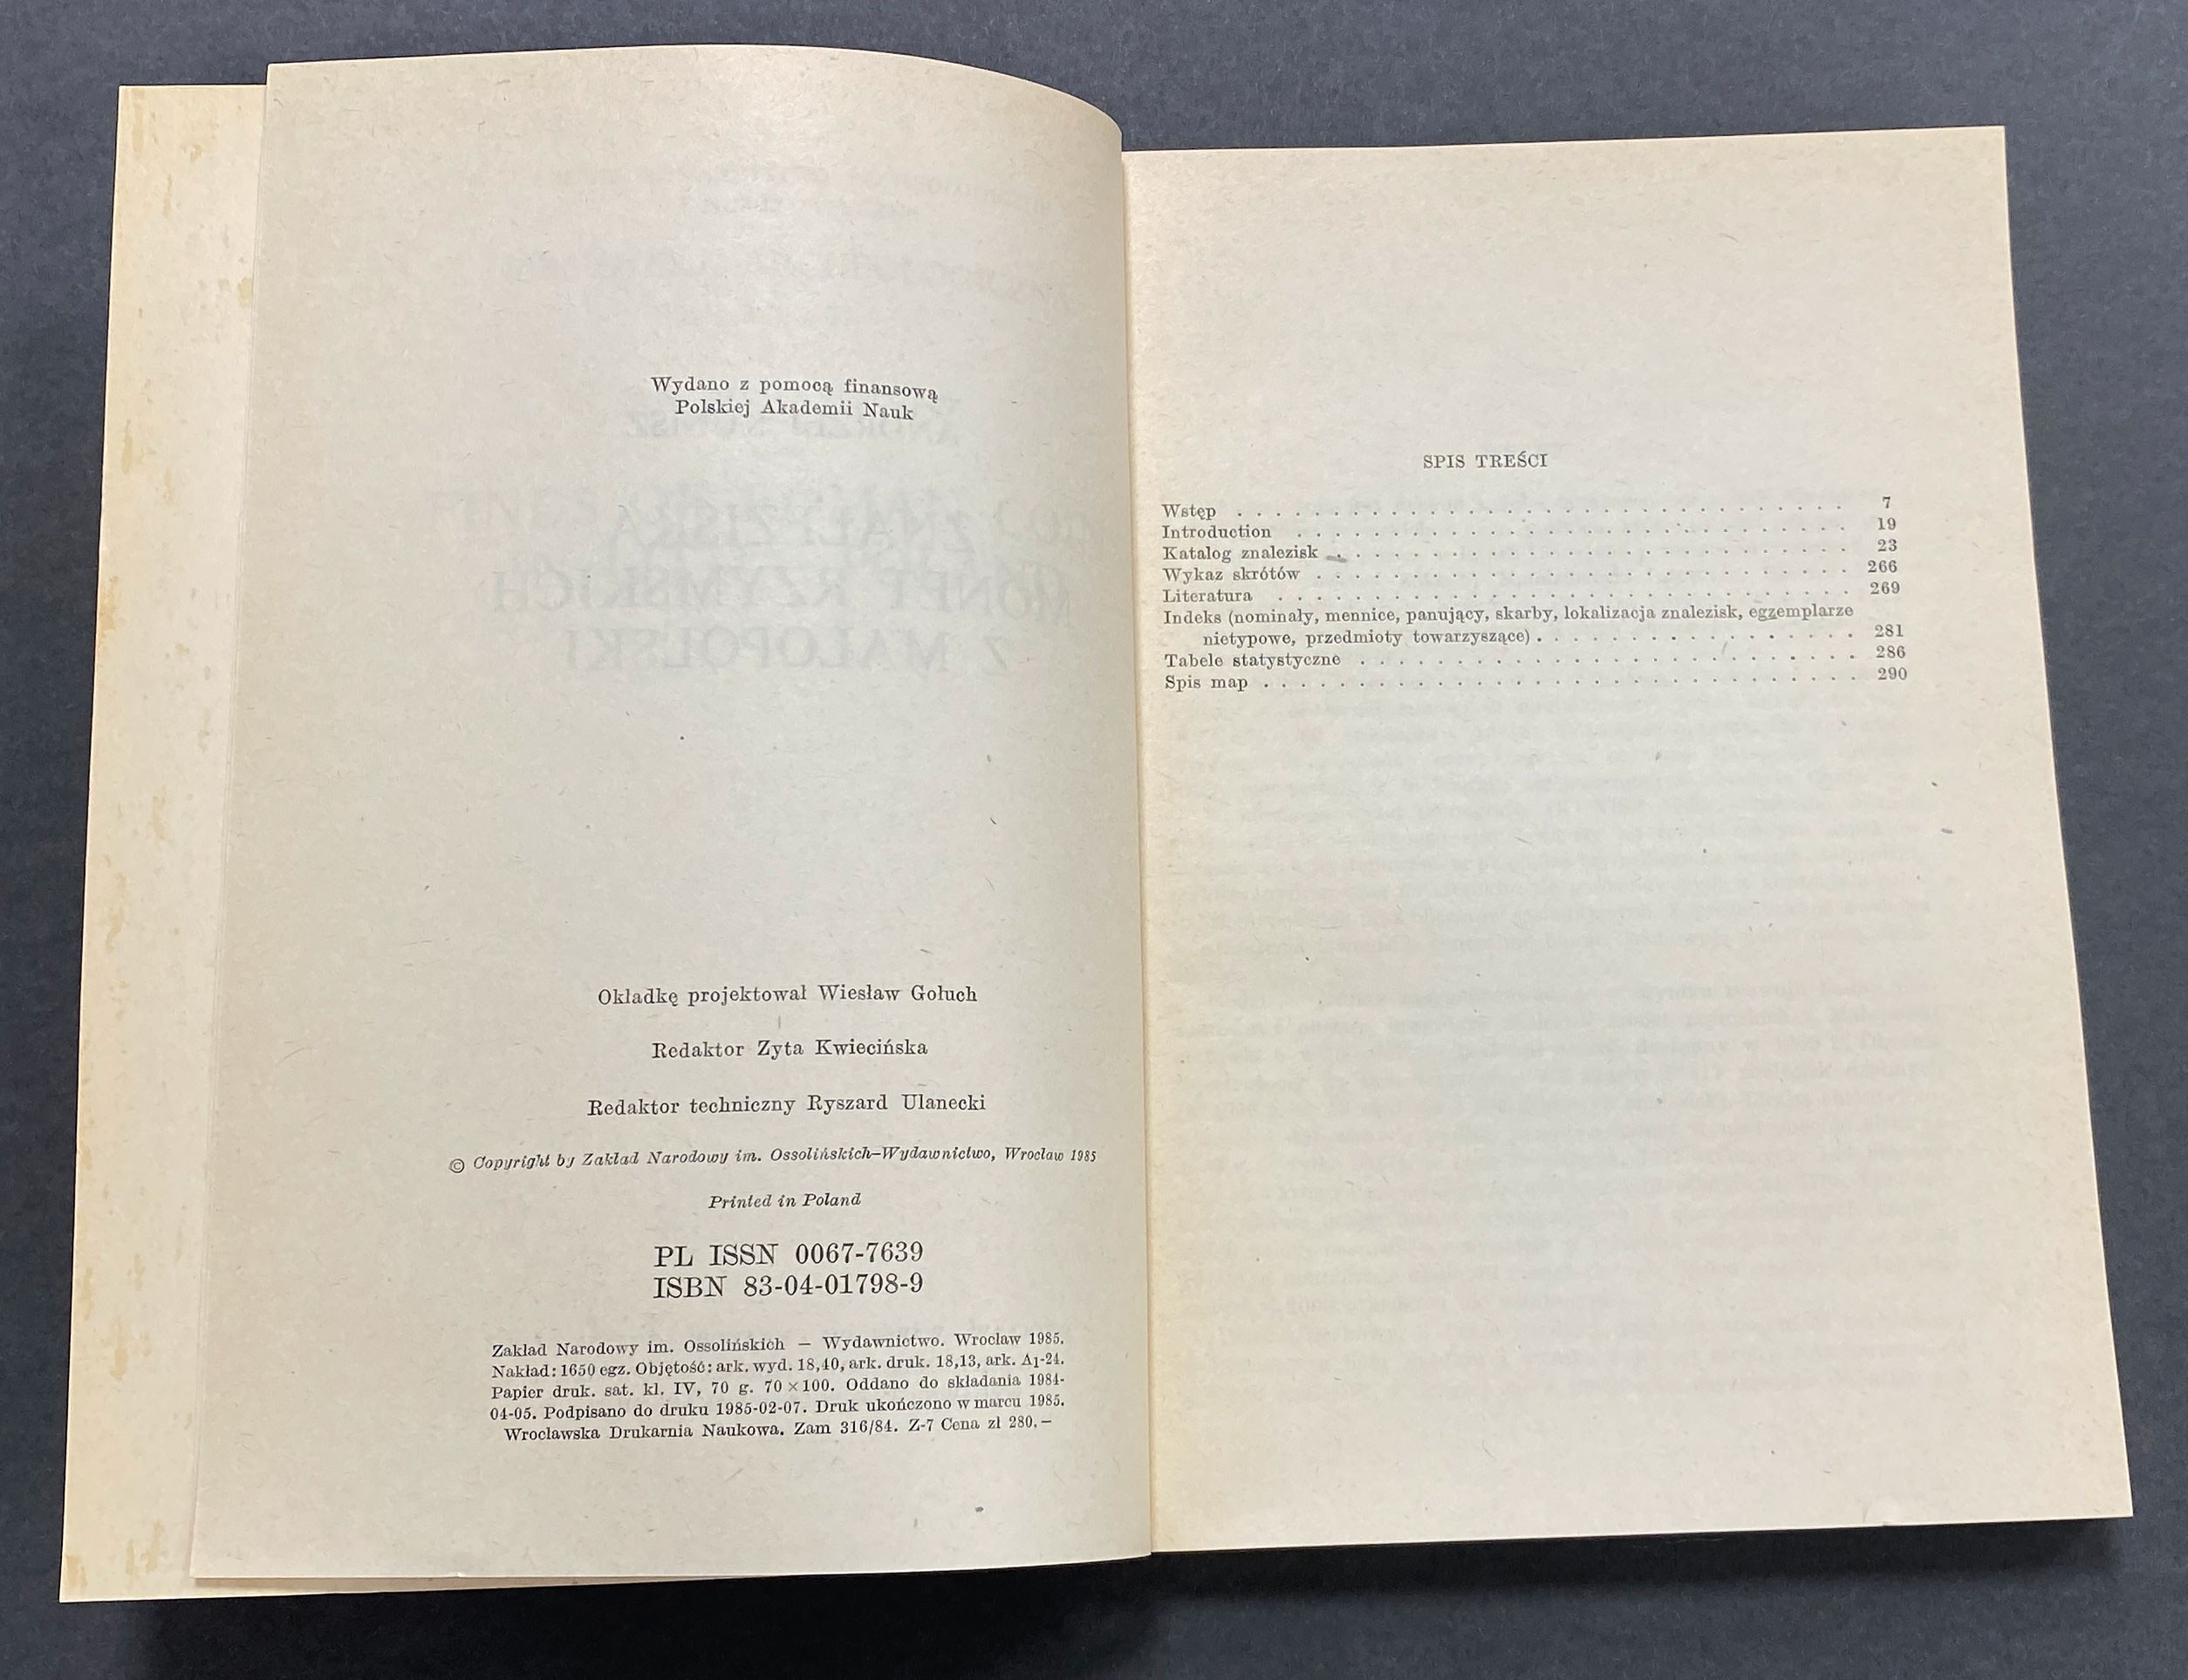 Wydano z pomocą finansową
Polskiej Akademii Nauk
Okładkę projektował Wiesław Gołuch
Redaktor Zyta Kwiecińska
Redaktor techniczny Ryszard Ulanecki
© Copyright by Zakład Narodowy im. Ossolińskich–Wydawnictwo, Wrocław 1985
Printed in Poland
PL ISSN 0067-7639
ISBN 83-04-01798-9
Zakład Narodowy im. Ossolińskich — Wydawnictwo. Wrocław 1985.
Nakład: 1650 egz. Objętość: ark. wyd. 18,40, ark. druk. 18,13, ark. A1-24.
Papier druk. sat. kl. IV, 70 g. 70×100. Oddano do składania 1984-
04-05. Podpisano do druku 1985-02-07. Druk ukończono w marcu 1985.
Wrocławska Drukarnia Naukowa. Zam 316/84. Z-7 Cena zł 280.—
SPIS TREŚCI
Wstęp . . . . . . . . . . 7
Introduction . . . . . . . . . . 19
Katalog znalezisk . . . . . . . . . . 23
Wykaz skrótów . . . . . . . . . . 266
Literatura . . . . . . . . . . 269
Indeks (nominały, mennice, panujący, skarby, lokalizacja znalezisk, egzemplarze
nietypowe, przedmioty towarzyszące) . . . . . . . . . . 281
Tabele statystyczne . . . . . . . . . . 286
Spis map . . . . . . . . . . 290